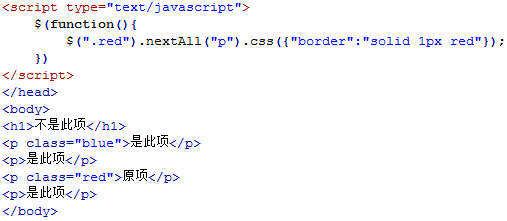 <script type="text/javascript">
$(function(){
$(".red").nextAll("p").css({"border":"solid 1px red"});
})
</script>
</head>
<body>
<h1>不是此项</h1>
<p class="blue">是此项</p>
<p>是此项</p>
<p class="red">原项</p>
<p>是此项</p>
</body>